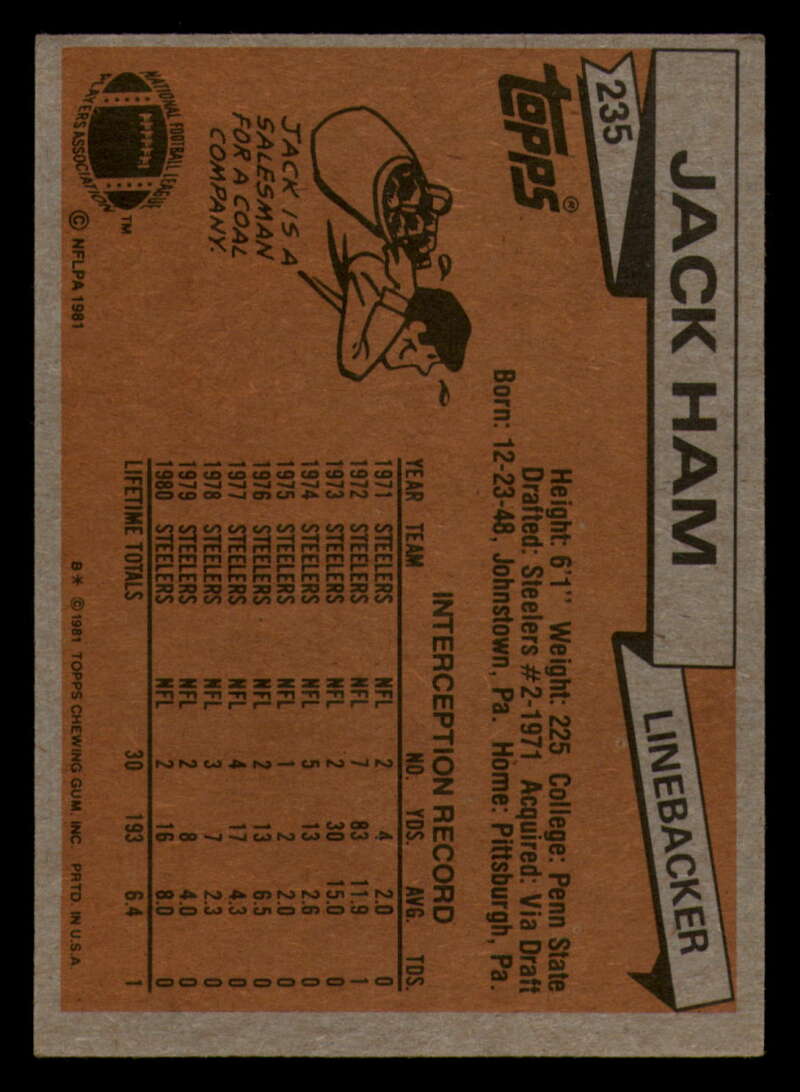 235
JACK HAM
LINEBACKER
topps®
Height: 6'1" Weight: 225 College: Penn State
Drafted: Steelers #2-1971 Acquired: Via Draft
Born: 12-23-48, Johnstown, Pa. Home: Pittsburgh, Pa.
JACK IS A
SALESMAN
FOR A COAL
COMPANY.
INTERCEPTION RECORD
YEAR TEAM NO. YDS. AVG. TDS.
1971 STEELERS NFL 2 4 2.0 0
1972 STEELERS NFL 7 83 11.9 1
1973 STEELERS NFL 2 30 15.0 0
1974 STEELERS NFL 5 13 2.6 0
1975 STEELERS NFL 1 2 2.0 0
1976 STEELERS NFL 2 13 6.5 0
1977 STEELERS NFL 4 17 4.3 0
1978 STEELERS NFL 3 7 2.3 0
1979 STEELERS NFL 2 8 4.0 0
1980 STEELERS NFL 2 16 8.0 0
LIFETIME TOTALS 30 193 6.4 1
NATIONAL FOOTBALL LEAGUE
PLAYERS ASSOCIATION
™
© NFLPA 1981
B* ©1981 TOPPS CHEWING GUM, INC. PRTD. IN U.S.A.